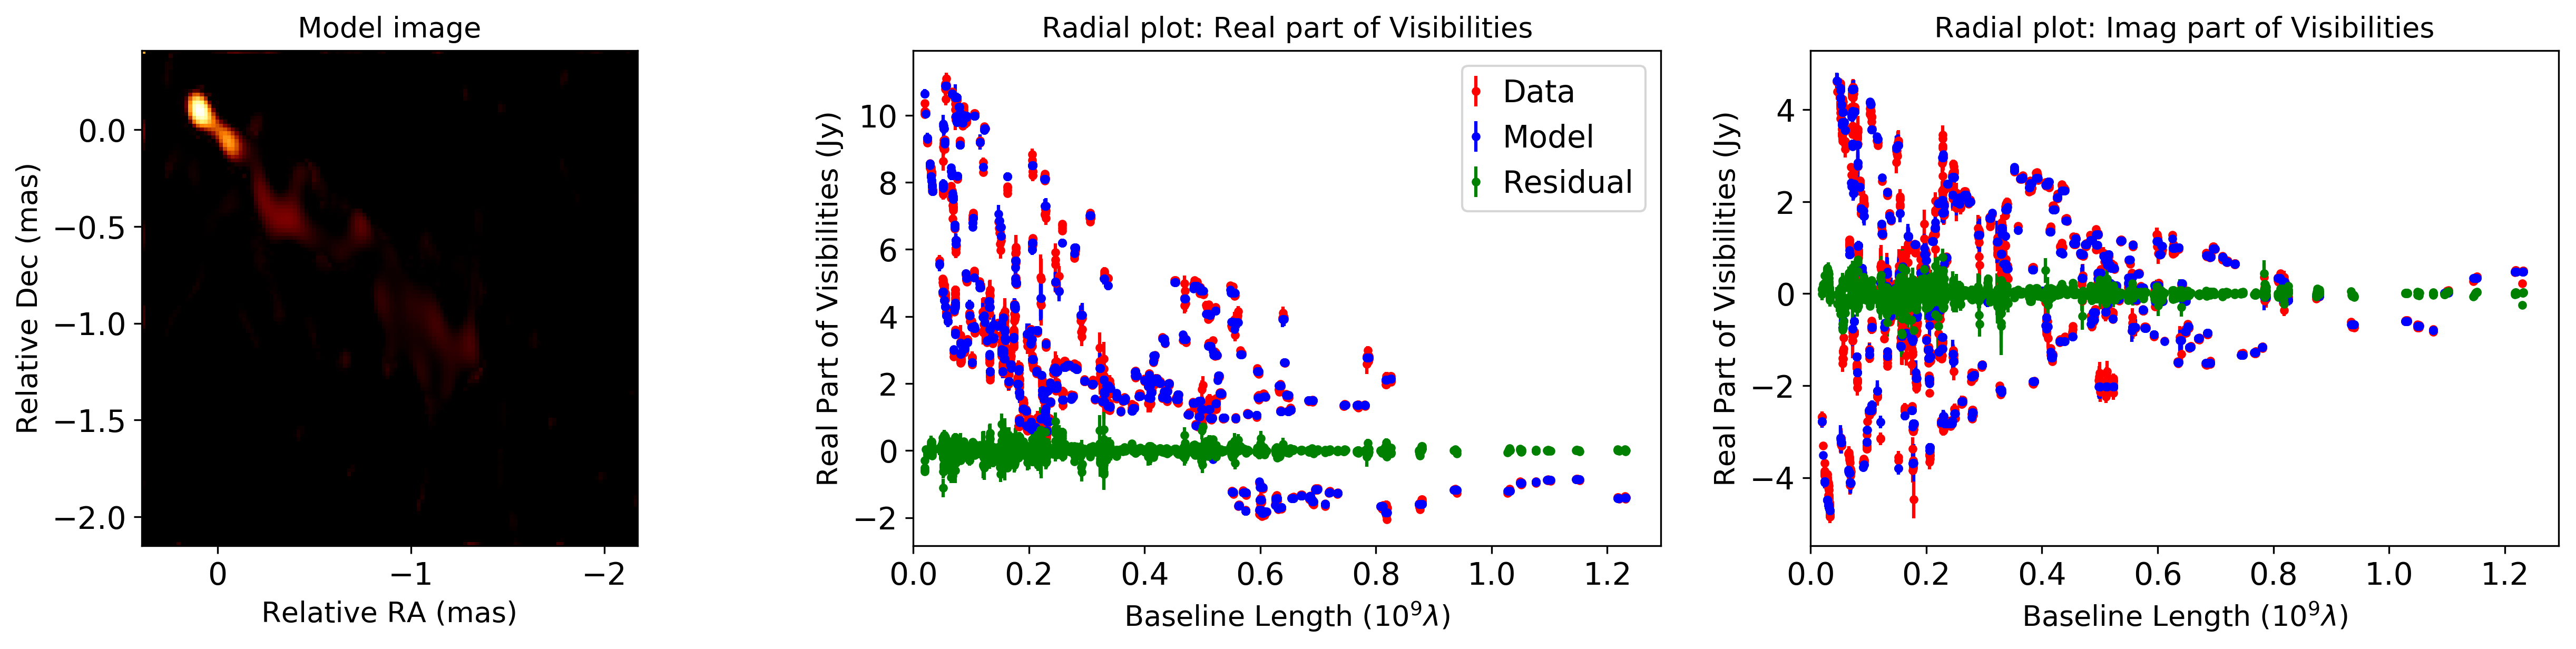 Model image
Relative Dec (mas)
0.0
−0.5
−1.0
−1.5
−2.0
0
−1
−2
Relative RA (mas)
Radial plot: Real part of Visibilities
Real Part of Visibilities (Jy)
10
8
6
4
2
0
−2
Data
Model
Residual
0.0
0.2
0.4
0.6
0.8
1.0
1.2
Baseline Length (10⁹λ)
Radial plot: Imag part of Visibilities
Real Part of Visibilities (Jy)
4
2
0
−2
−4
0.0
0.2
0.4
0.6
0.8
1.0
1.2
Baseline Length (10⁹λ)